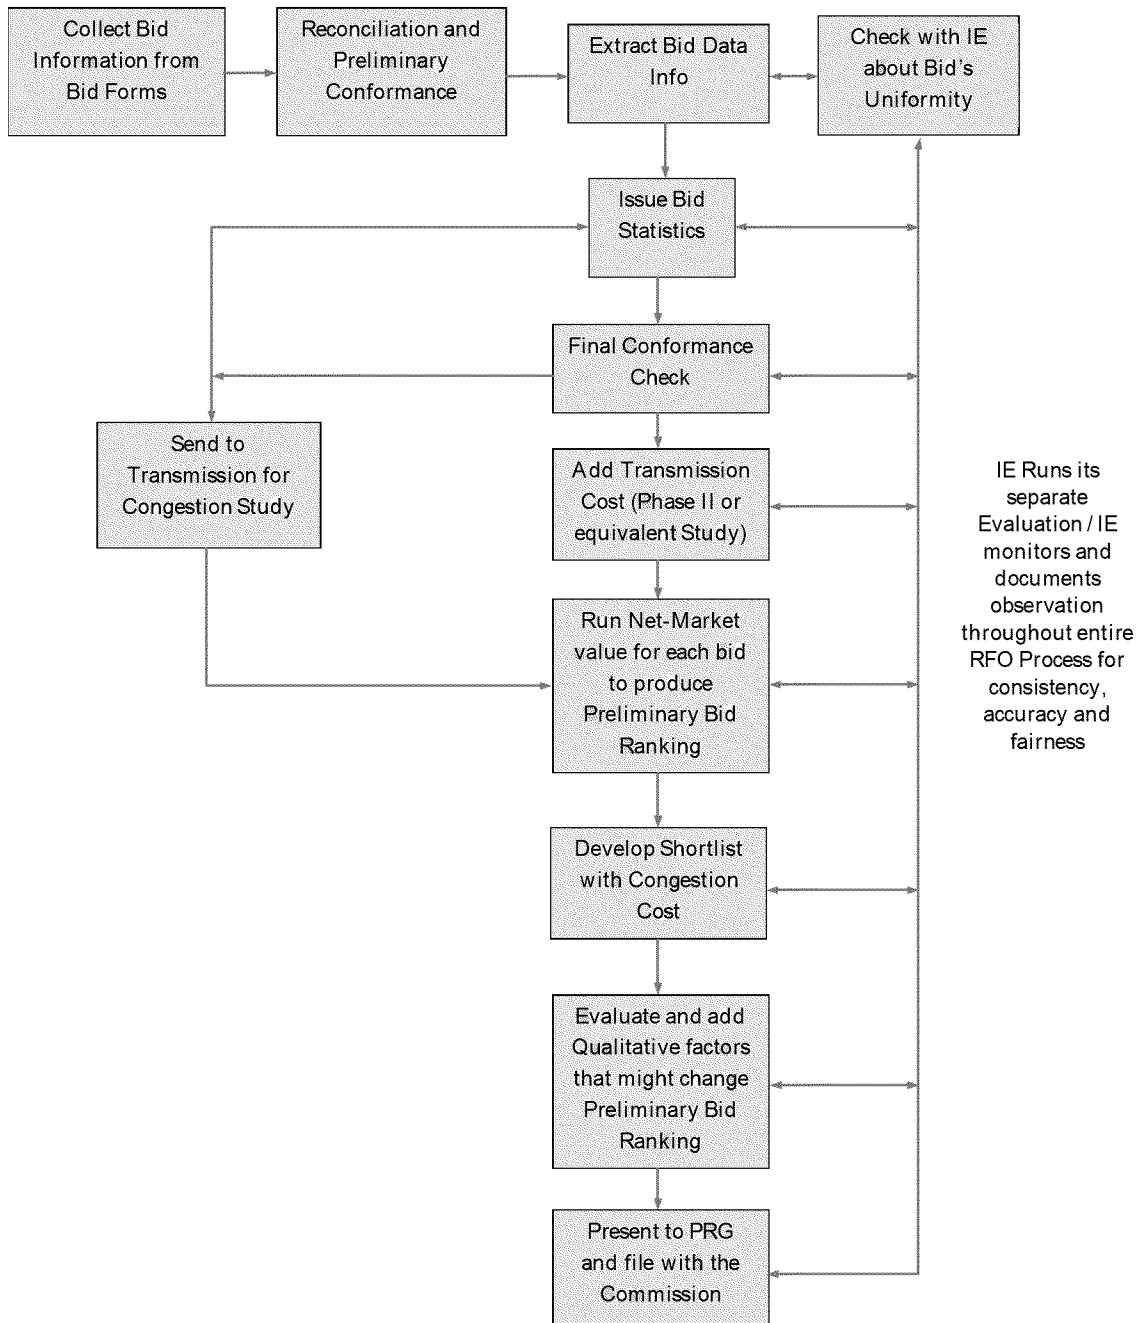 Collect Bid
Information from
Bid Forms
Reconciliation and
Preliminary
Conformance
Extract Bid Data
Info
Check with IE
about Bid's
Uniformity
Issue Bid
Statistics
Final Conformance
Check
Send to
Transmission for
Congestion Study
Add Transmission
Cost (Phase II or
equivalent Study)
IE Runs its
separate
Evaluation / IE
monitors and
documents
observation
throughout entire
RFO Process for
consistency,
accuracy and
fairness
Run Net-Market
value for each bid
to produce
Preliminary Bid
Ranking
Develop Shortlist
with Congestion
Cost
Evaluate and add
Qualitative factors
that might change
Preliminary Bid
Ranking
Present to PRG
and file with the
Commission